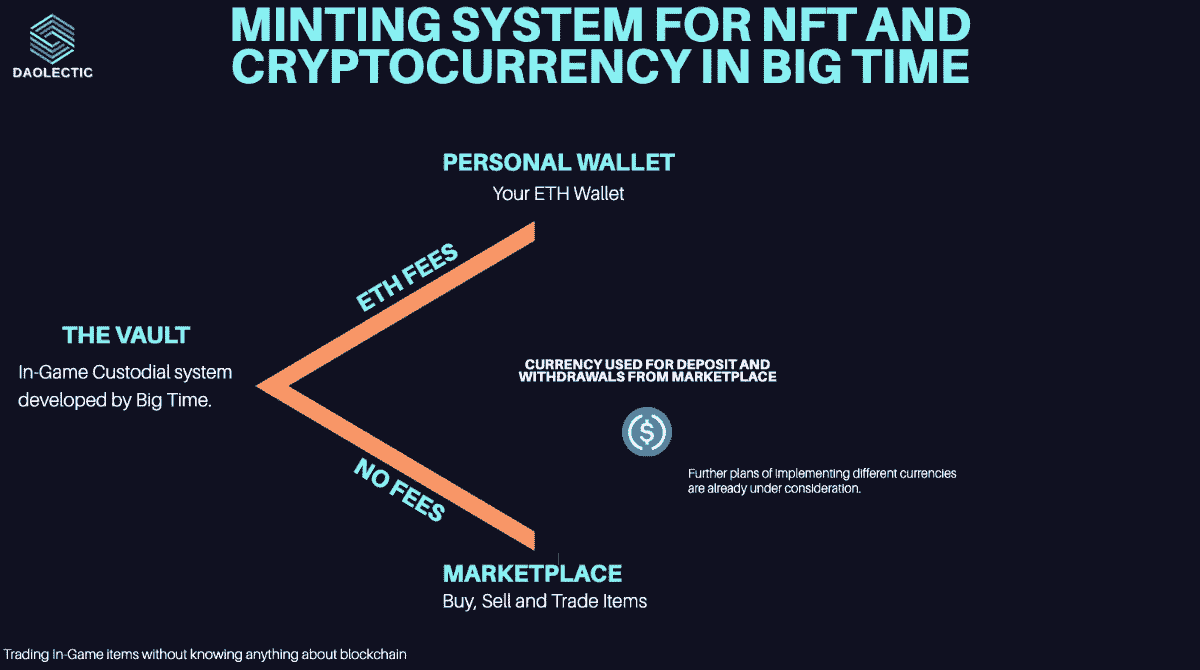 DAOLECTIC
MINTING SYSTEM FOR NFT AND
CRYPTOCURRENCY IN BIG TIME
PERSONAL WALLET
Your ETH Wallet
ETH FEES
THE VAULT
In-Game Custodial system
developed by Big Time.
CURRENCY USED FOR DEPOSIT AND
WITHDRAWALS FROM MARKETPLACE
$
Further plans of implementing different currencies
are already under consideration.
NO FEES
MARKETPLACE
Buy, Sell and Trade Items
Trading In-Game items without knowing anything about blockchain